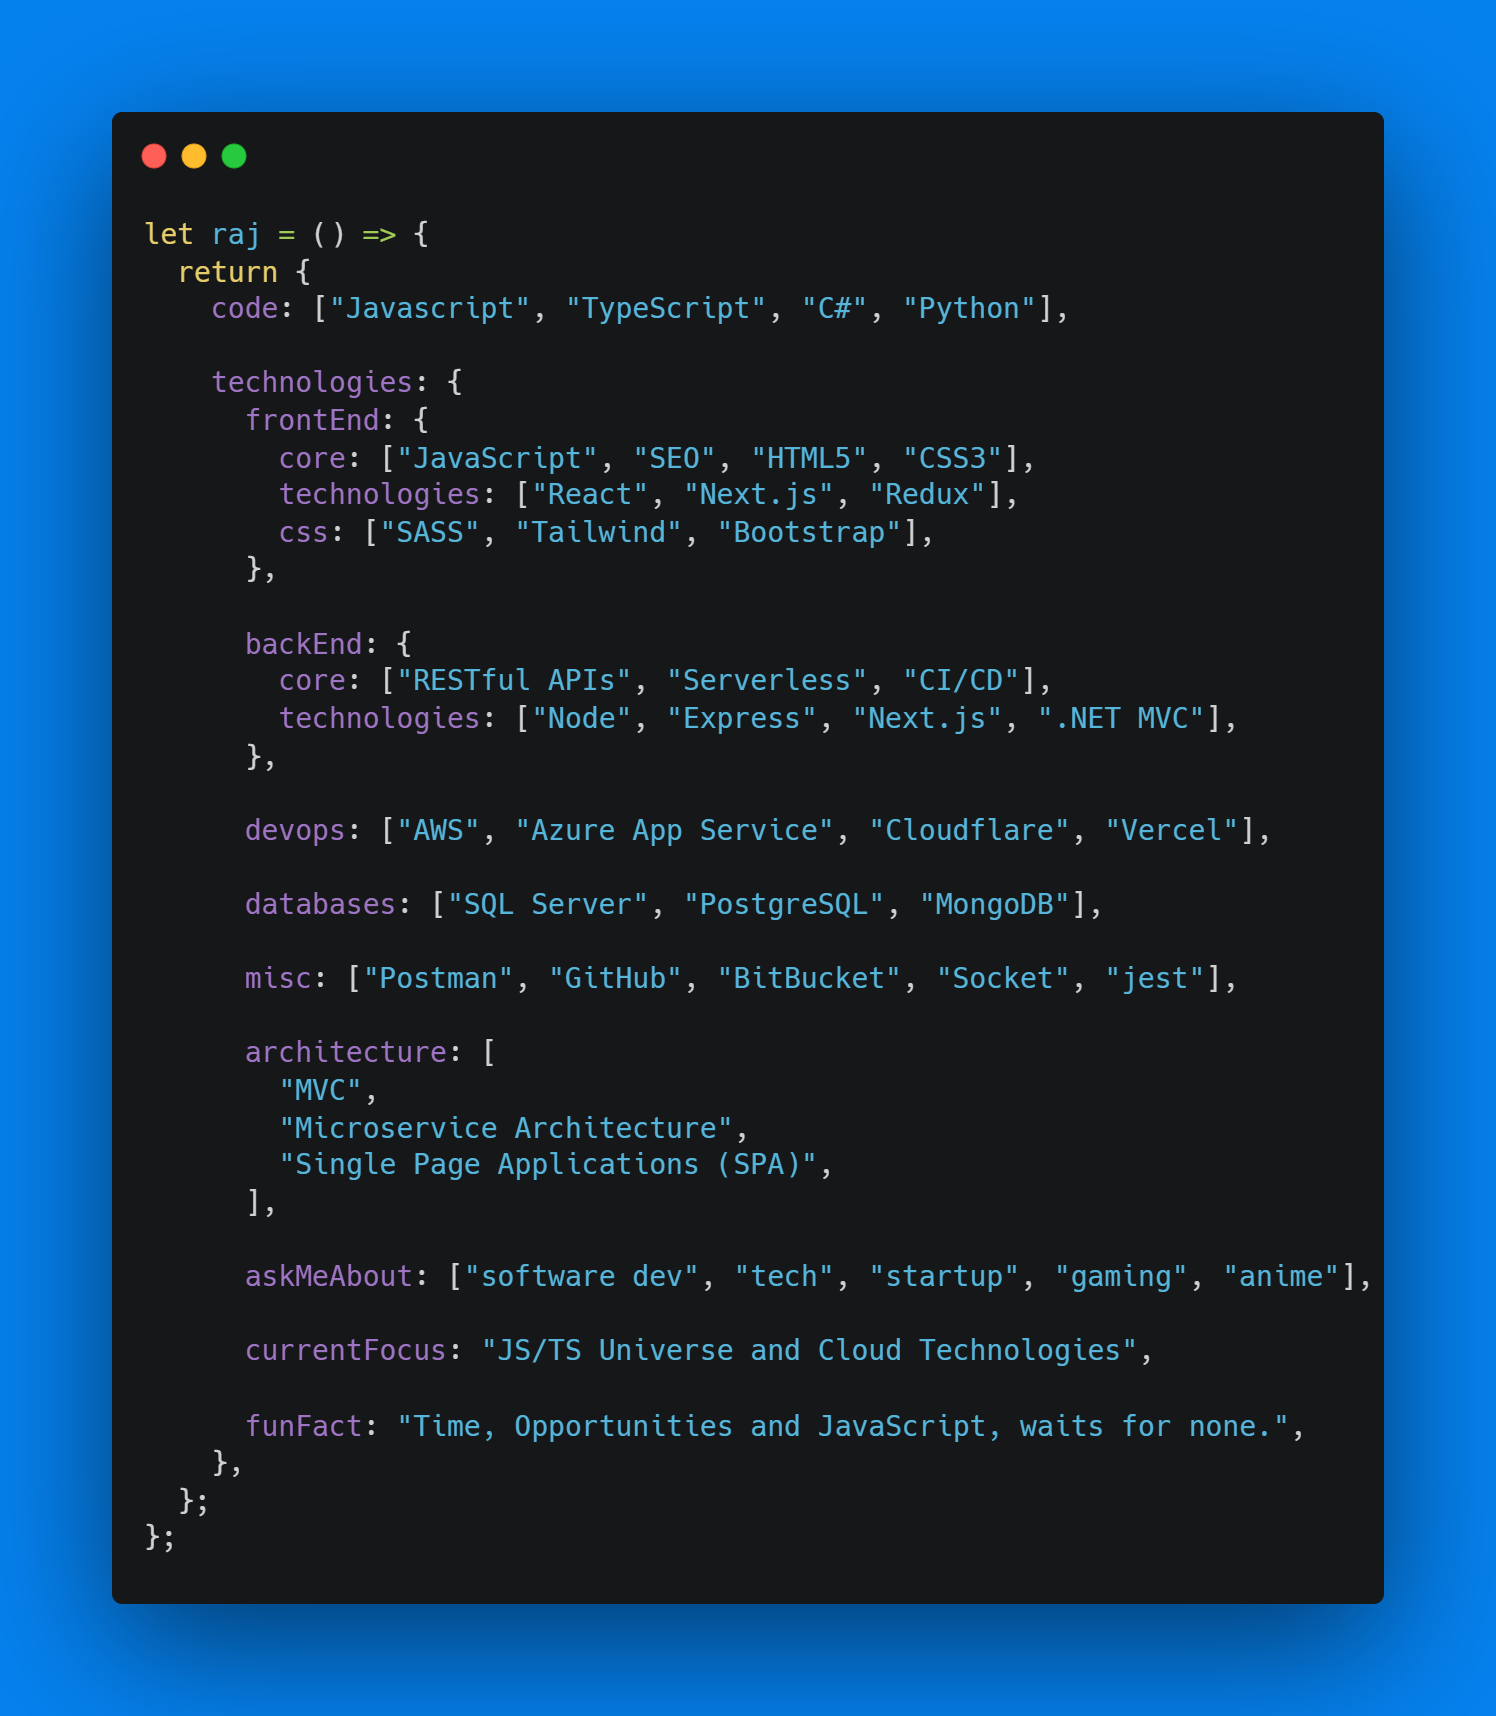 let raj = () => {
  return {
    code: ["Javascript", "TypeScript", "C#", "Python"],

    technologies: {
      frontEnd: {
        core: ["JavaScript", "SEO", "HTML5", "CSS3"],
        technologies: ["React", "Next.js", "Redux"],
        css: ["SASS", "Tailwind", "Bootstrap"],
      },

      backEnd: {
        core: ["RESTful APIs", "Serverless", "CI/CD"],
        technologies: ["Node", "Express", "Next.js", ".NET MVC"],
      },

      devops: ["AWS", "Azure App Service", "Cloudflare", "Vercel"],

      databases: ["SQL Server", "PostgreSQL", "MongoDB"],

      misc: ["Postman", "GitHub", "BitBucket", "Socket", "jest"],

      architecture: [
        "MVC",
        "Microservice Architecture",
        "Single Page Applications (SPA)",
      ],

      askMeAbout: ["software dev", "tech", "startup", "gaming", "anime"],

      currentFocus: "JS/TS Universe and Cloud Technologies",

      funFact: "Time, Opportunities and JavaScript, waits for none.",
    },
  };
};